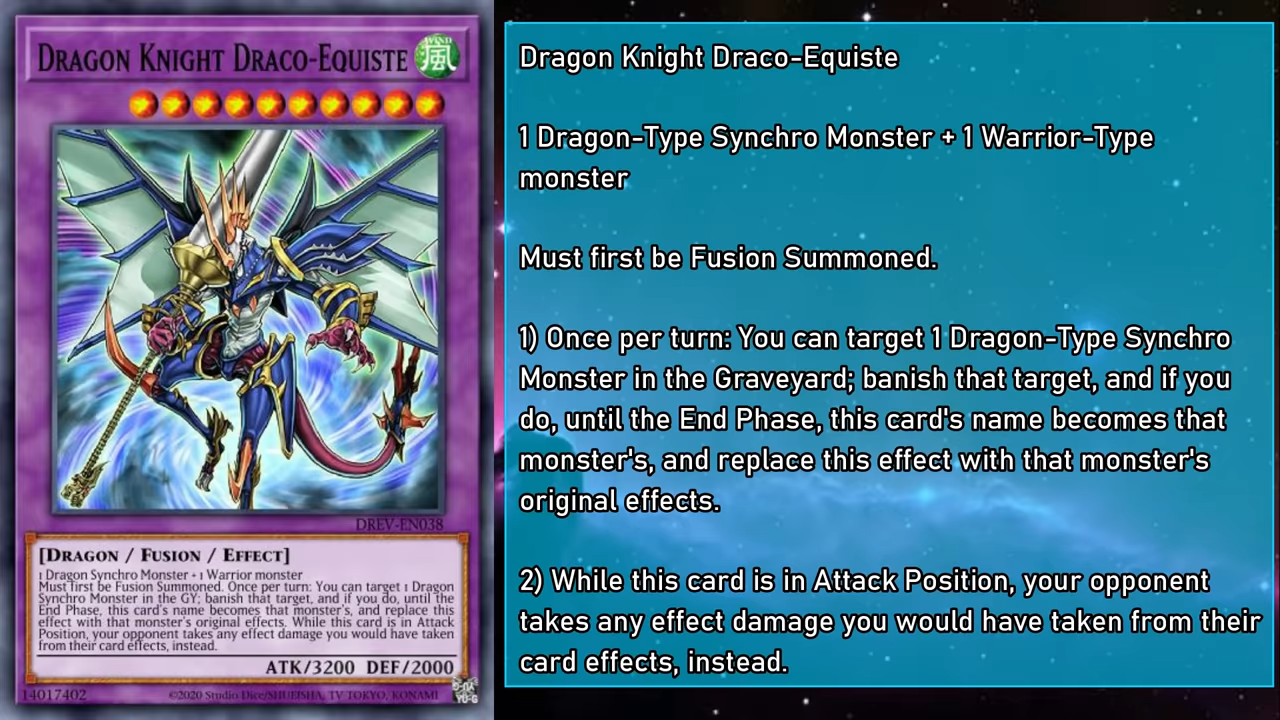 DRAGON KNIGHT DRACO-EQUISTE
WIND
風
DREV-EN038
[DRAGON / FUSION / EFFECT]
1 Dragon Synchro Monster + 1 Warrior monster
Must first be Fusion Summoned. Once per turn: You can target 1 Dragon
Synchro Monster in the GY; banish that target, and if you do, until the
End Phase, this card's name becomes that monster's, and replace this
effect with that monster's original effects. While this card is in Attack
Position, your opponent takes any effect damage you would have taken
from their card effects, instead.
ATK/3200 DEF/2000
14017402
©2020 Studio Dice/SHUEISHA, TV TOKYO, KONAMI
Dragon Knight Draco-Equiste
1 Dragon-Type Synchro Monster + 1 Warrior-Type
monster
Must first be Fusion Summoned.
1) Once per turn: You can target 1 Dragon-Type Synchro
Monster in the Graveyard; banish that target, and if you
do, until the End Phase, this card's name becomes that
monster's, and replace this effect with that monster's
original effects.
2) While this card is in Attack Position, your opponent
takes any effect damage you would have taken from their
card effects, instead.